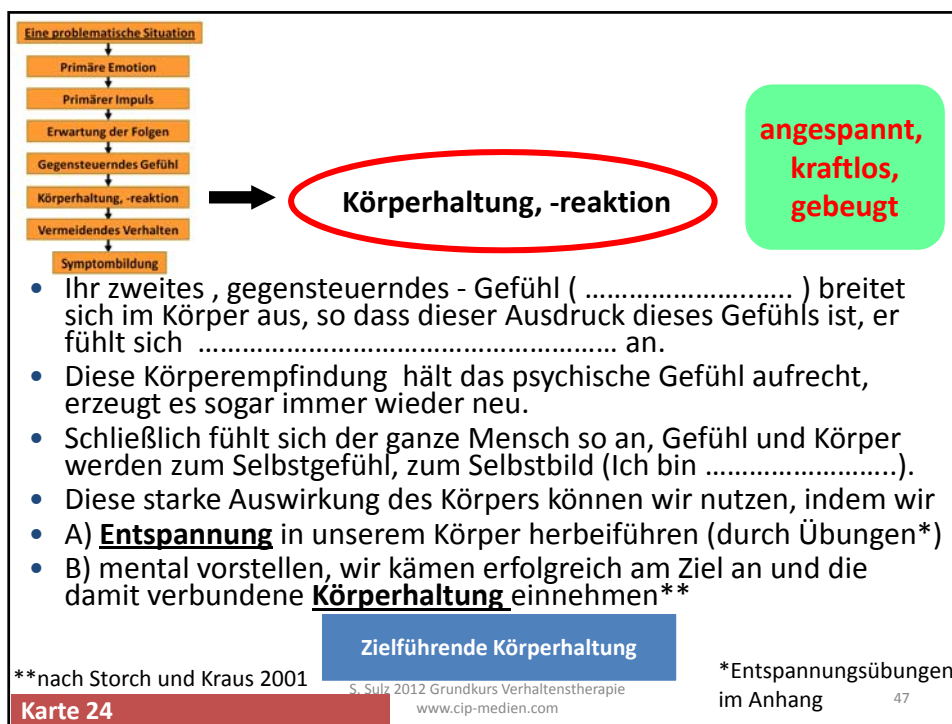 Eine problematische Situation
Primäre Emotion
Primärer Impuls
Erwartung der Folgen
Gegensteuerndes Gefühl
Körperhaltung, -reaktion
Vermeidendes Verhalten
Symptombildung
Körperhaltung, -reaktion
angespannt,
kraftlos,
gebeugt
• Ihr zweites , gegensteuerndes - Gefühl ( ………………………… ) breitet
sich im Körper aus, so dass dieser Ausdruck dieses Gefühls ist, er
fühlt sich …………………………………………… an.
• Diese Körperempfindung hält das psychische Gefühl aufrecht,
erzeugt es sogar immer wieder neu.
• Schließlich fühlt sich der ganze Mensch so an, Gefühl und Körper
werden zum Selbstgefühl, zum Selbstbild (Ich bin ……………………..).
• Diese starke Auswirkung des Körpers können wir nutzen, indem wir
• A) Entspannung in unserem Körper herbeiführen (durch Übungen*)
• B) mental vorstellen, wir kämen erfolgreich am Ziel an und die
damit verbundene Körperhaltung einnehmen**
Zielführende Körperhaltung
**nach Storch und Kraus 2001
S. Sulz 2012 Grundkurs Verhaltenstherapie
www.cip-medien.com
*Entspannungsübungen
im Anhang
47
Karte 24